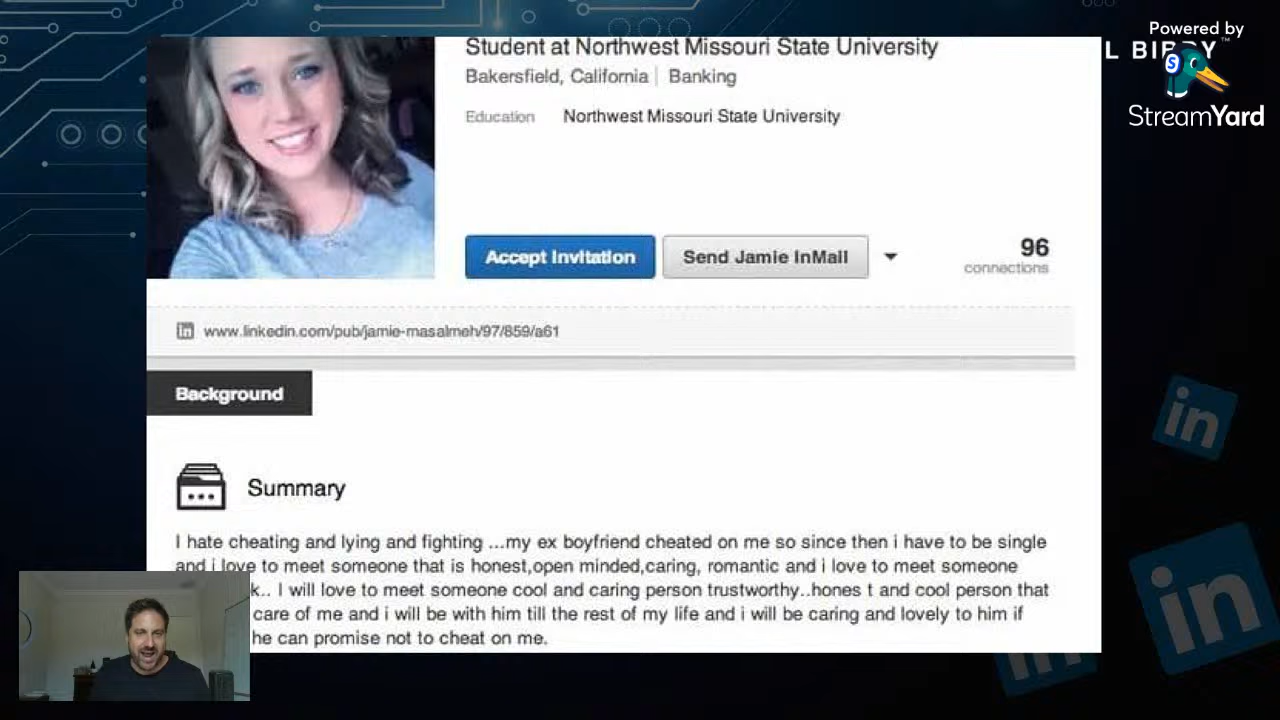 Powered by
L BIBBY
StreamYard
Student at Northwest Missouri State University
Bakersfield, California | Banking
Education Northwest Missouri State University
Accept Invitation
Send Jamie InMail
96
connections
in www.linkedin.com/pub/jamie-masalmeh/97/859/a61
Background
Summary
I hate cheating and lying and fighting ...my ex boyfriend cheated on me so since then i have to be single
and i love to meet someone that is honest,open minded,caring, romantic and i love to meet someone
k.. I will love to meet someone cool and caring person trustworthy..hones t and cool person that
care of me and i will be with him till the rest of my life and i will be caring and lovely to him if
he can promise not to cheat on me.
in
in
in